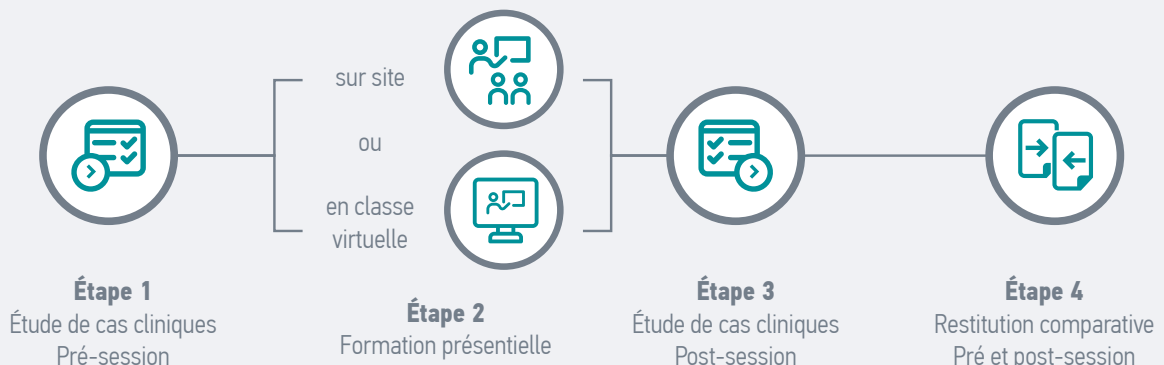 sur site
ou
en classe
virtuelle
Étape 1
Étude de cas cliniques
Pré-session
Étape 2
Formation présentielle
Étape 3
Étude de cas cliniques
Post-session
Étape 4
Restitution comparative
Pré et post-session